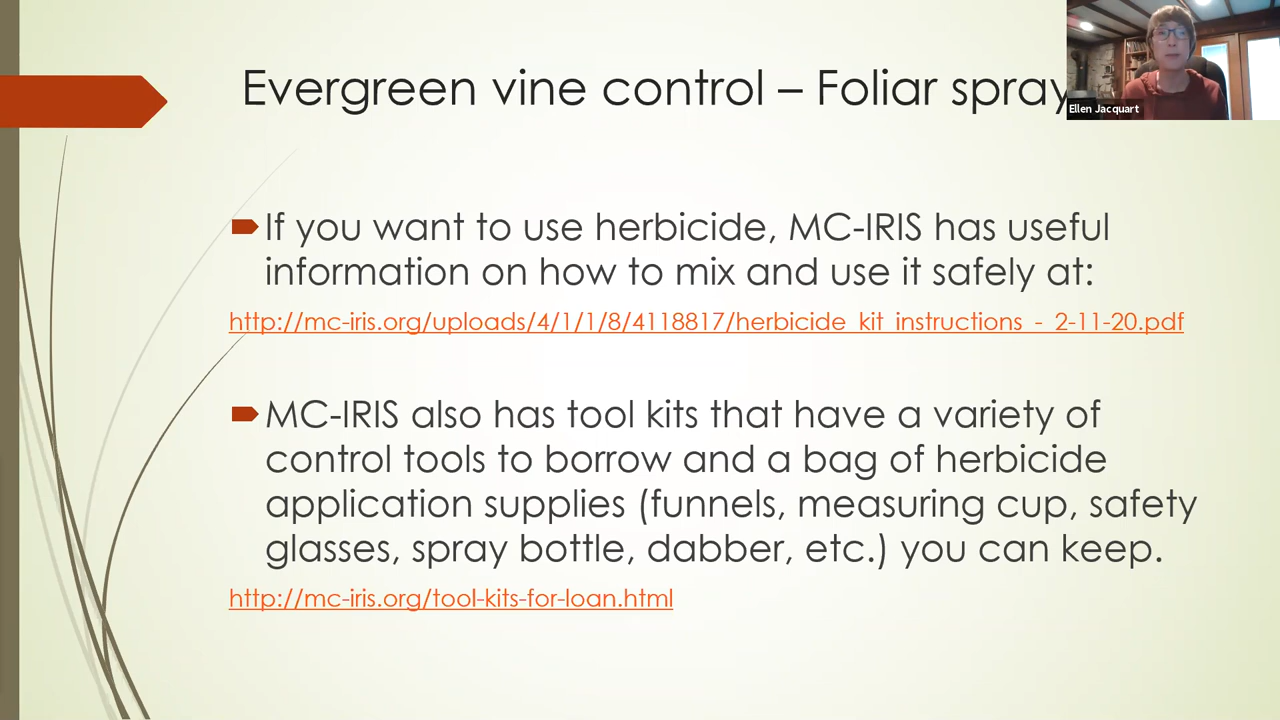 Evergreen vine control – Foliar spray
Ellen Jacquart
If you want to use herbicide, MC-IRIS has useful
information on how to mix and use it safely at:
http://mc-iris.org/uploads/4/1/1/8/4118817/herbicide_kit_instructions_-_2-11-20.pdf
MC-IRIS also has tool kits that have a variety of
control tools to borrow and a bag of herbicide
application supplies (funnels, measuring cup, safety
glasses, spray bottle, dabber, etc.) you can keep.
http://mc-iris.org/tool-kits-for-loan.html